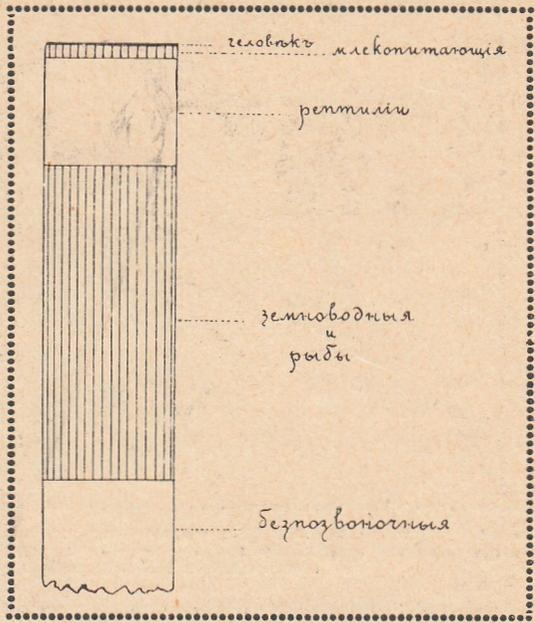 человѣкъ
млекопитающія
рептиліи
земноводныя
и
рыбы
безпозвоночныя